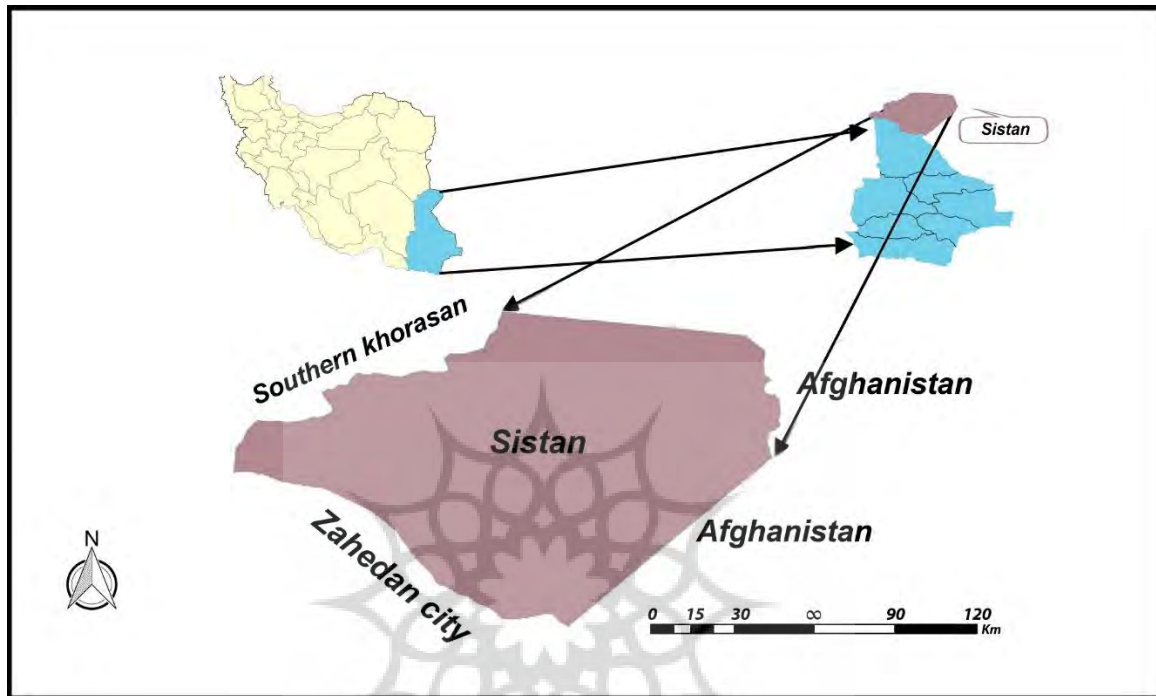 Sistan
Southern khorasan
Afghanistan
Sistan
Afghanistan
Zahedan city
N
0 15 30 ∞ 90 120
Km